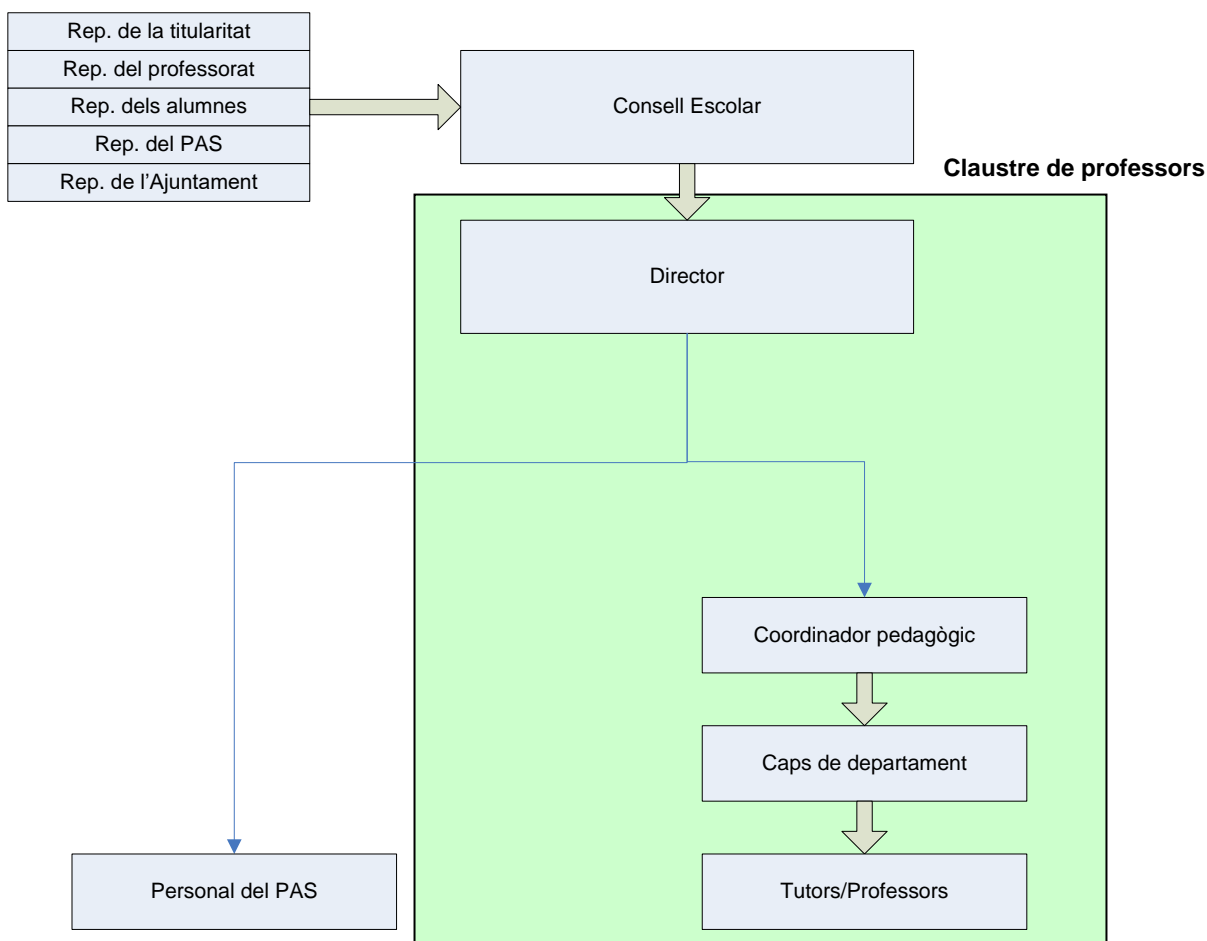 Rep. de la titularitat
Rep. del professorat
Rep. dels alumnes
Rep. del PAS
Rep. de l’Ajuntament
Consell Escolar
Claustre de professors
Director
Coordinador pedagògic
Caps de departament
Personal del PAS
Tutors/Professors